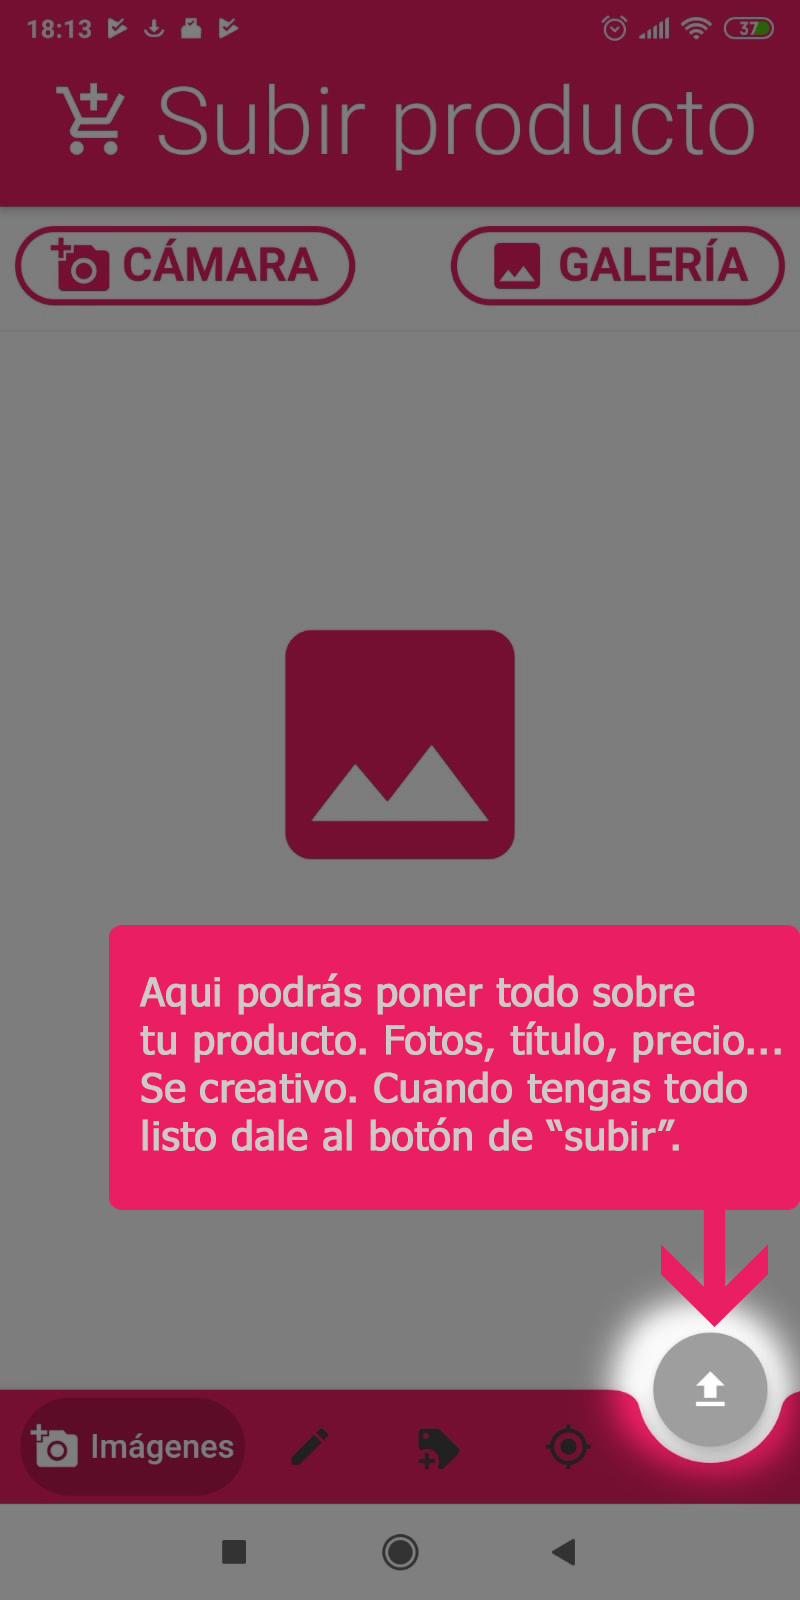 18:13
37
Subir producto
CÁMARA
GALERÍA
Aqui podrás poner todo sobre
tu producto. Fotos, título, precio...
Se creativo. Cuando tengas todo
listo dale al botón de “subir”.
Imágenes